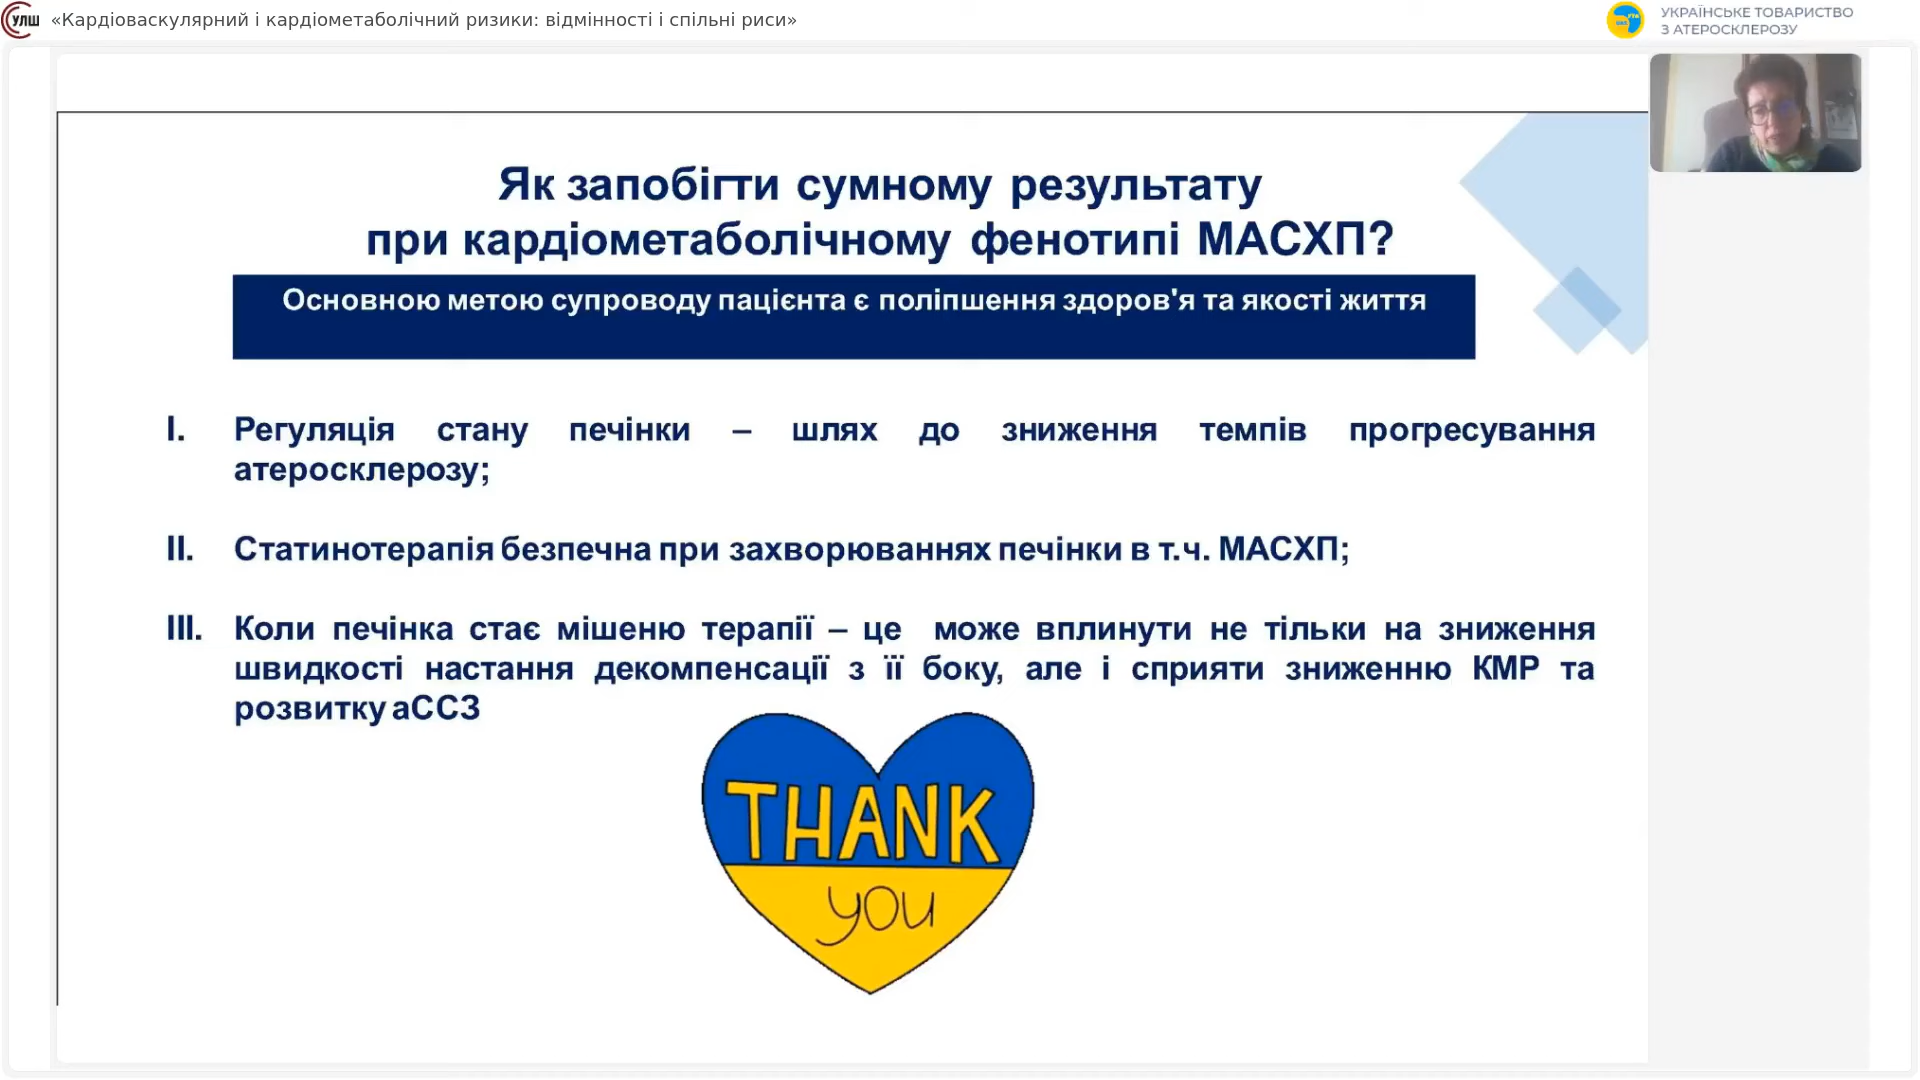 УЛШ
«Кардіоваскулярний і кардіометаболічний ризики: відмінності і спільні риси»
УКРАЇНСЬКЕ ТОВАРИСТВО
З АТЕРОСКЛЕРОЗУ
Як запобігти сумному результату
при кардіометаболічному фенотипі МАСХП?
Основною метою супроводу пацієнта є поліпшення здоров'я та якості життя
I. Регуляція стану печінки – шлях до зниження темпів прогресування
атеросклерозу;
II. Статинотерапія безпечна при захворюваннях печінки в т.ч. МАСХП;
III. Коли печінка стає мішеню терапії – це може вплинути не тільки на зниження
швидкості настання декомпенсації з її боку, але і сприяти зниженню КМР та
розвитку аССЗ
THANK
you